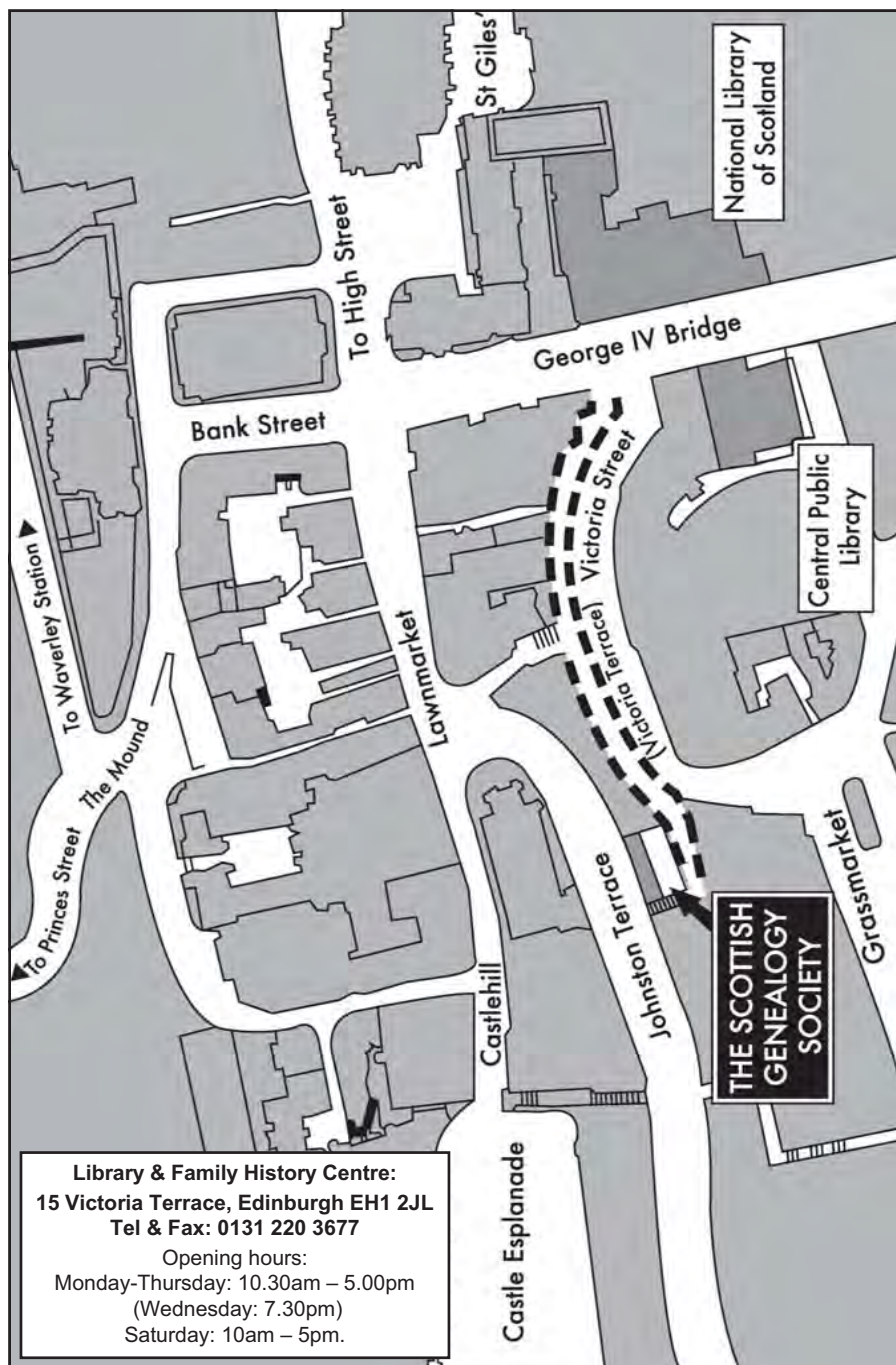 St Giles'
National Library
of Scotland
To High Street
George IV Bridge
Bank Street
Victoria Street
(Victoria Terrace)
Central Public
Library
To Waverley Station
The Mound
To Princes Street
Lawnmarket
Johnston Terrace
Grassmarket
Castlehill
THE SCOTTISH
GENEALOGY
SOCIETY
Castle Esplanade
Library & Family History Centre:
15 Victoria Terrace, Edinburgh EH1 2JL
Tel & Fax: 0131 220 3677
Opening hours:
Monday-Thursday: 10.30am – 5.00pm
(Wednesday: 7.30pm)
Saturday: 10am – 5pm.